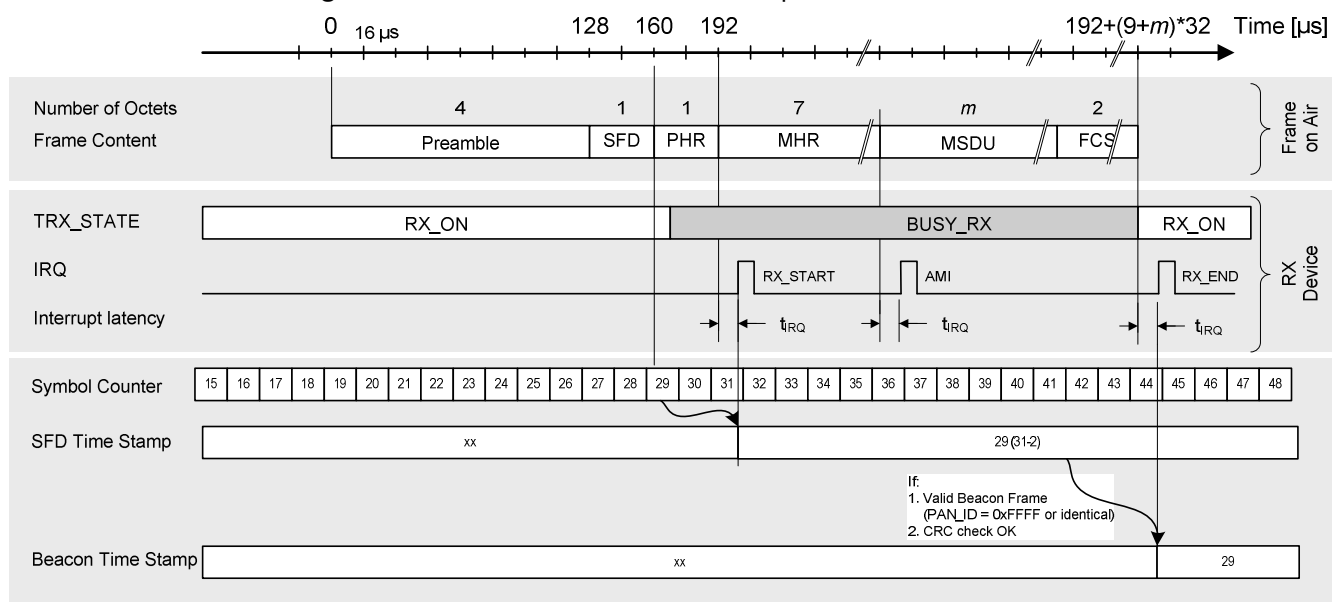 0 16 µs 128 160 192 192+(9+m)*32 Time [µs]
Number of Octets 4 1 1 7 m 2
Frame Content Preamble SFD PHR MHR MSDU FCS
Frame on Air
TRX_STATE RX_ON BUSY_RX RX_ON
IRQ RX_START AMI RX_END
Interrupt latency tIRQ tIRQ tIRQ
RX Device
Symbol Counter 15 16 17 18 19 20 21 22 23 24 25 26 27 28 29 30 31 32 33 34 35 36 37 38 39 40 41 42 43 44 45 46 47 48
SFD Time Stamp xx 29 (31-2)
If:
1. Valid Beacon Frame
(PAN_ID = 0xFFFF or identical)
2. CRC check OK
Beacon Time Stamp xx 29